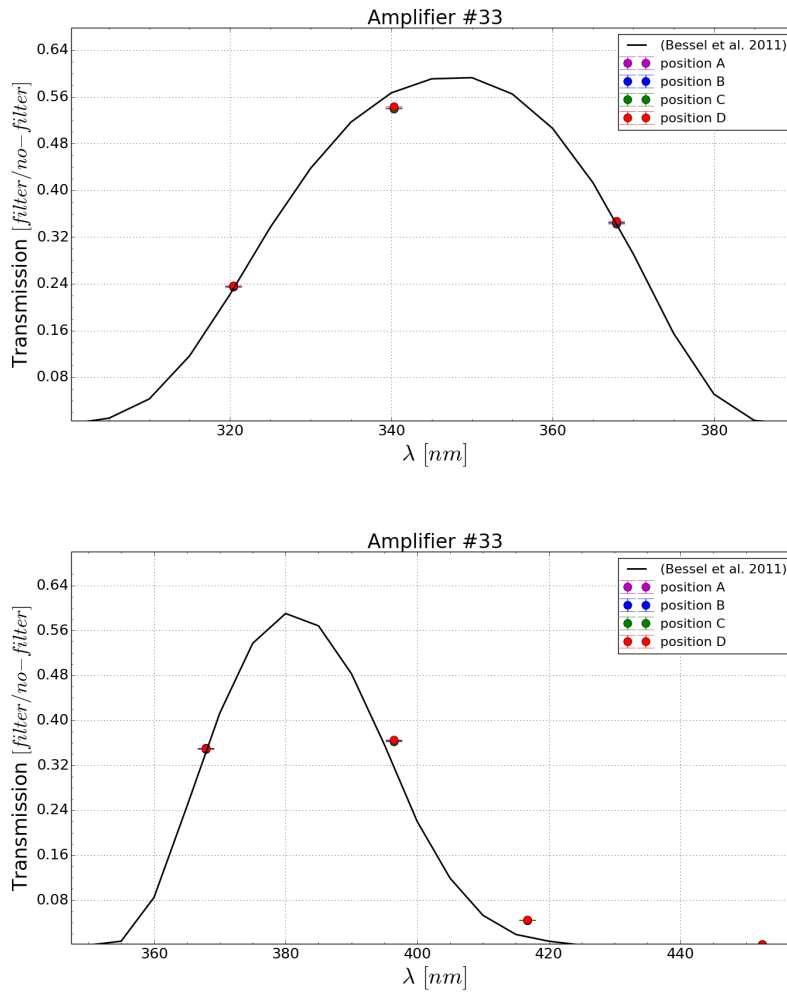 Amplifier #33
0.64
0.56
0.48
0.40
0.32
0.24
0.16
0.08
Transmission [filter/no−filter]
(Bessel et al. 2011)
position A
position B
position C
position D
320
340
360
380
λ [nm]
Amplifier #33
0.64
0.56
0.48
0.40
0.32
0.24
0.16
0.08
Transmission [filter/no−filter]
(Bessel et al. 2011)
position A
position B
position C
position D
360
380
400
420
440
λ [nm]